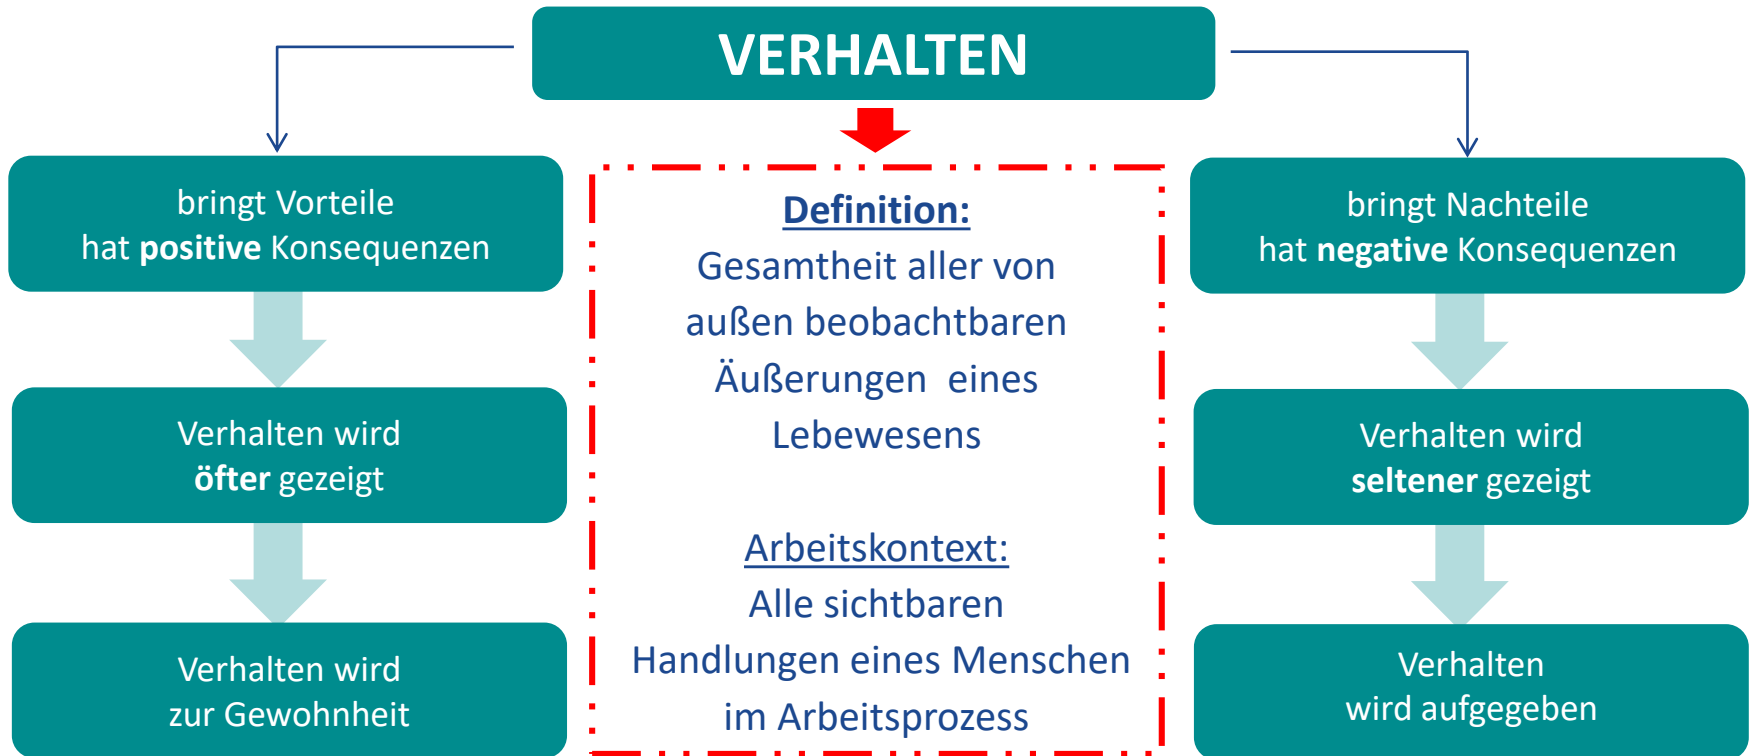 VERHALTEN
bringt Vorteile
hat positive Konsequenzen
Verhalten wird
öfter gezeigt
Verhalten wird
zur Gewohnheit
Definition:
Gesamtheit aller von
außen beobachtbaren
Äußerungen eines
Lebewesens
Arbeitskontext:
Alle sichtbaren
Handlungen eines Menschen
im Arbeitsprozess
bringt Nachteile
hat negative Konsequenzen
Verhalten wird
seltener gezeigt
Verhalten
wird aufgegeben